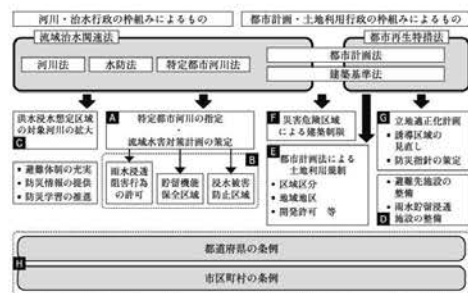 河川・治水行政の枠組みによるもの
都市計画・土地利用行政の枠組みによるもの
流域治水関連法
都市再生特措法
河川法
水防法
特定都市河川法
都市計画法
建築基準法
洪水浸水想定区域
の対象河川の拡大
C
A
特定都市河川の指定
・
流域水害対策計画の策定
F
災害危険区域
による建築制限
G
立地適正化計画
• 誘導区域の
見直し
• 防災指針の策定
• 避難体制の充実
• 防災情報の提供
• 防災学習の推進
B
雨水浸透
阻害行為
の許可
貯留機能
保全区域
浸水被害
防止区域
E
都市計画法による
土地利用規制
• 区域区分
• 地域地区
• 開発許可 等
• 避難先施設の
整備
• 雨水貯留浸透
施設の整備
D
H
都道府県の条例
市区町村の条例